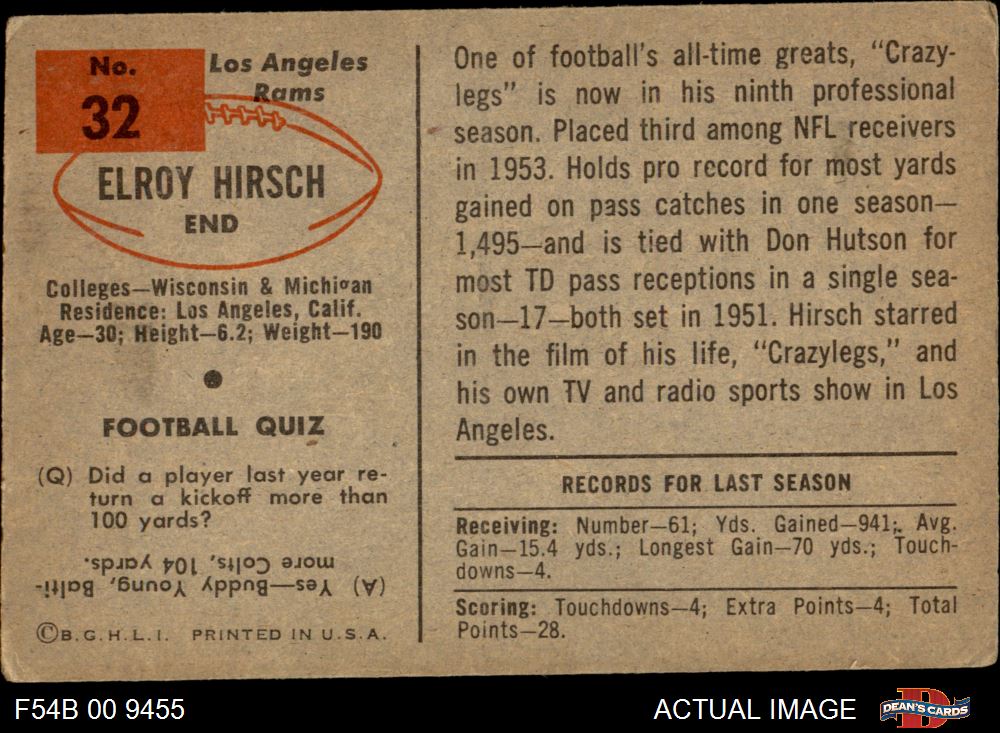 No.
32
Los Angeles
Rams
ELROY HIRSCH
END
Colleges—Wisconsin & Michigan
Residence: Los Angeles, Calif.
Age—30; Height—6.2; Weight—190
FOOTBALL QUIZ
(Q) Did a player last year re-
turn a kickoff more than
100 yards?
(A) Yes—Buddy Young, Balti-
more Colts, 104 yards.
©B.G.H.L.I. PRINTED IN U.S.A.
One of football's all-time greats, "Crazy-
legs" is now in his ninth professional
season. Placed third among NFL receivers
in 1953. Holds pro record for most yards
gained on pass catches in one season—
1,495—and is tied with Don Hutson for
most TD pass receptions in a single sea-
son—17—both set in 1951. Hirsch starred
in the film of his life, "Crazylegs," and
his own TV and radio sports show in Los
Angeles.
RECORDS FOR LAST SEASON
Receiving: Number—61; Yds. Gained—941; Avg.
Gain—15.4 yds.; Longest Gain—70 yds.; Touch-
downs—4.
Scoring: Touchdowns—4; Extra Points—4; Total
Points—28.
F54B 00 9455
ACTUAL IMAGE
DEAN'S CARDS